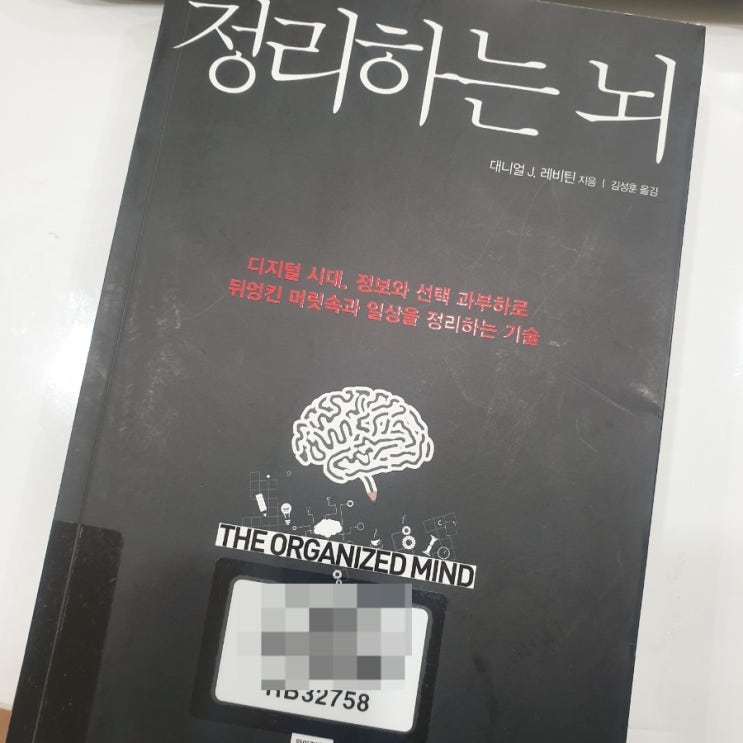 정리하는 뇌
대니얼 J. 레비틴 지음 | 김성훈 옮김
디지털 시대, 정보와 선택 과부하로
뒤엉킨 머릿속과 일상을 정리하는 기술
THE ORGANIZED MIND
32758